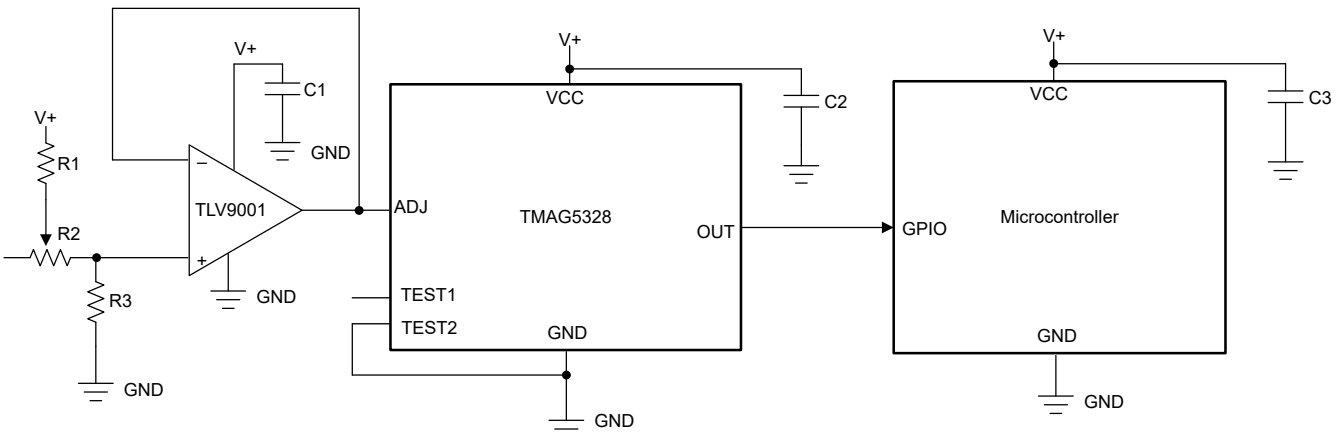 V+
R1
R2
R3
GND
V+
C1
GND
−
TLV9001
+
GND
V+
VCC
C2
ADJ
TMAG5328
OUT
TEST1
TEST2
GND
GND
V+
VCC
C3
GPIO
Microcontroller
GND
GND